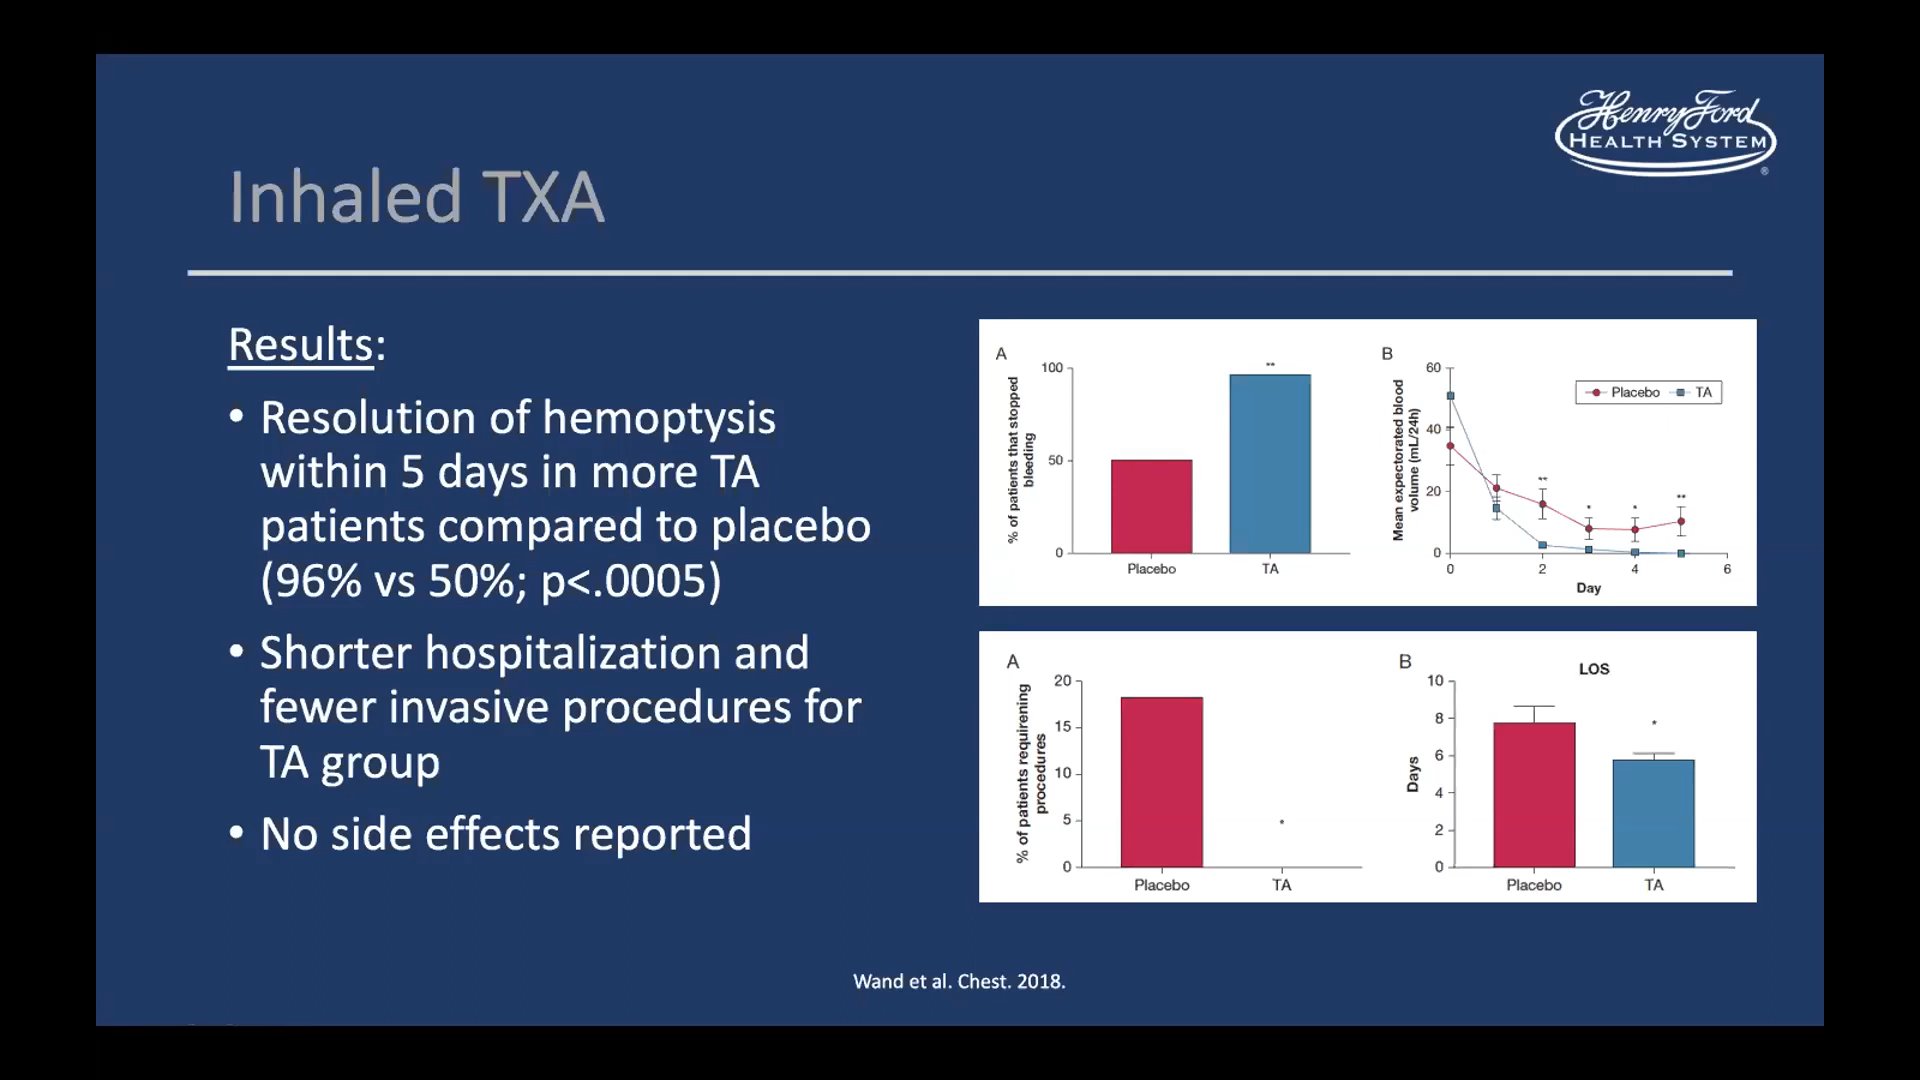 Henry Ford
HEALTH SYSTEM
®
Inhaled TXA
Results:
• Resolution of hemoptysis
within 5 days in more TA
patients compared to placebo
(96% vs 50%; p<.0005)
• Shorter hospitalization and
fewer invasive procedures for
TA group
• No side effects reported
A
% of patients that stopped
bleeding
100
50
0
**
Placebo
TA
B
Mean expectorated blood
volume (mL/24h)
60
40
20
0
Placebo TA
**
*
*
**
0 2 4 6
Day
A
% of patients requirening
procedures
20
15
10
5
0
*
Placebo
TA
B
LOS
Days
10
8
6
4
2
0
*
Placebo
TA
Wand et al. Chest. 2018.